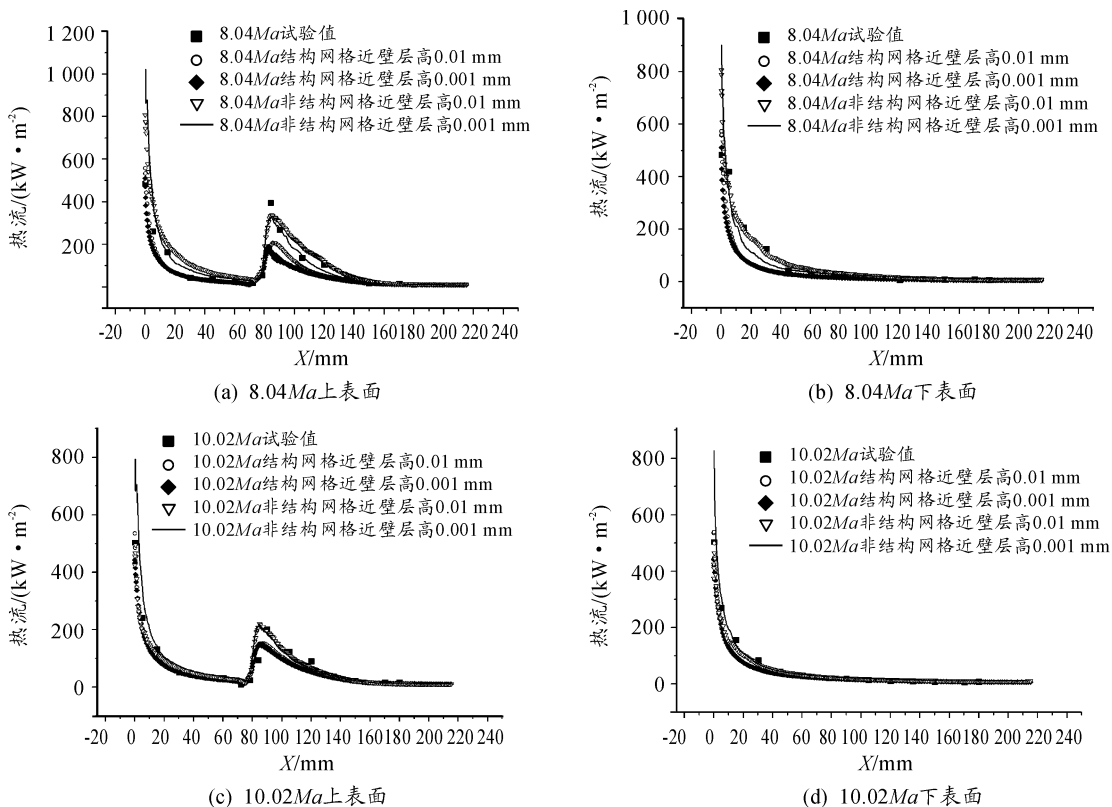 1 200
1 000
800
600
400
200
热流/(kW·m-2)
8.04Ma试验值
8.04Ma结构网格近壁层高0.01 mm
8.04Ma结构网格近壁层高0.001 mm
8.04Ma非结构网格近壁层高0.01 mm
8.04Ma非结构网格近壁层高0.001 mm
-20 0 20 40 60 80 100 120 140 160 180 200 220 240
X/mm
(a) 8.04Ma上表面
1 000
800
600
400
200
0
热流/(kW·m-2)
8.04Ma试验值
8.04Ma结构网格近壁层高0.01 mm
8.04Ma结构网格近壁层高0.001 mm
8.04Ma非结构网格近壁层高0.01 mm
8.04Ma非结构网格近壁层高0.001 mm
-20 0 20 40 60 80 100 120 140 160 180 200 220 240
X/mm
(b) 8.04Ma下表面
800
600
400
200
0
热流/(kW·m-2)
10.02Ma试验值
10.02Ma结构网格近壁层高0.01 mm
10.02Ma结构网格近壁层高0.001 mm
10.02Ma非结构网格近壁层高0.01 mm
10.02Ma非结构网格近壁层高0.001 mm
-20 0 20 40 60 80 100 120 140 160 180 200 220 240
X/mm
(c) 10.02Ma上表面
800
600
400
200
0
热流/(kW·m-2)
10.02Ma试验值
10.02Ma结构网格近壁层高0.01 mm
10.02Ma结构网格近壁层高0.001 mm
10.02Ma非结构网格近壁层高0.01 mm
10.02Ma非结构网格近壁层高0.001 mm
-20 0 20 40 60 80 100 120 140 160 180 200 220 240
X/mm
(d) 10.02Ma下表面